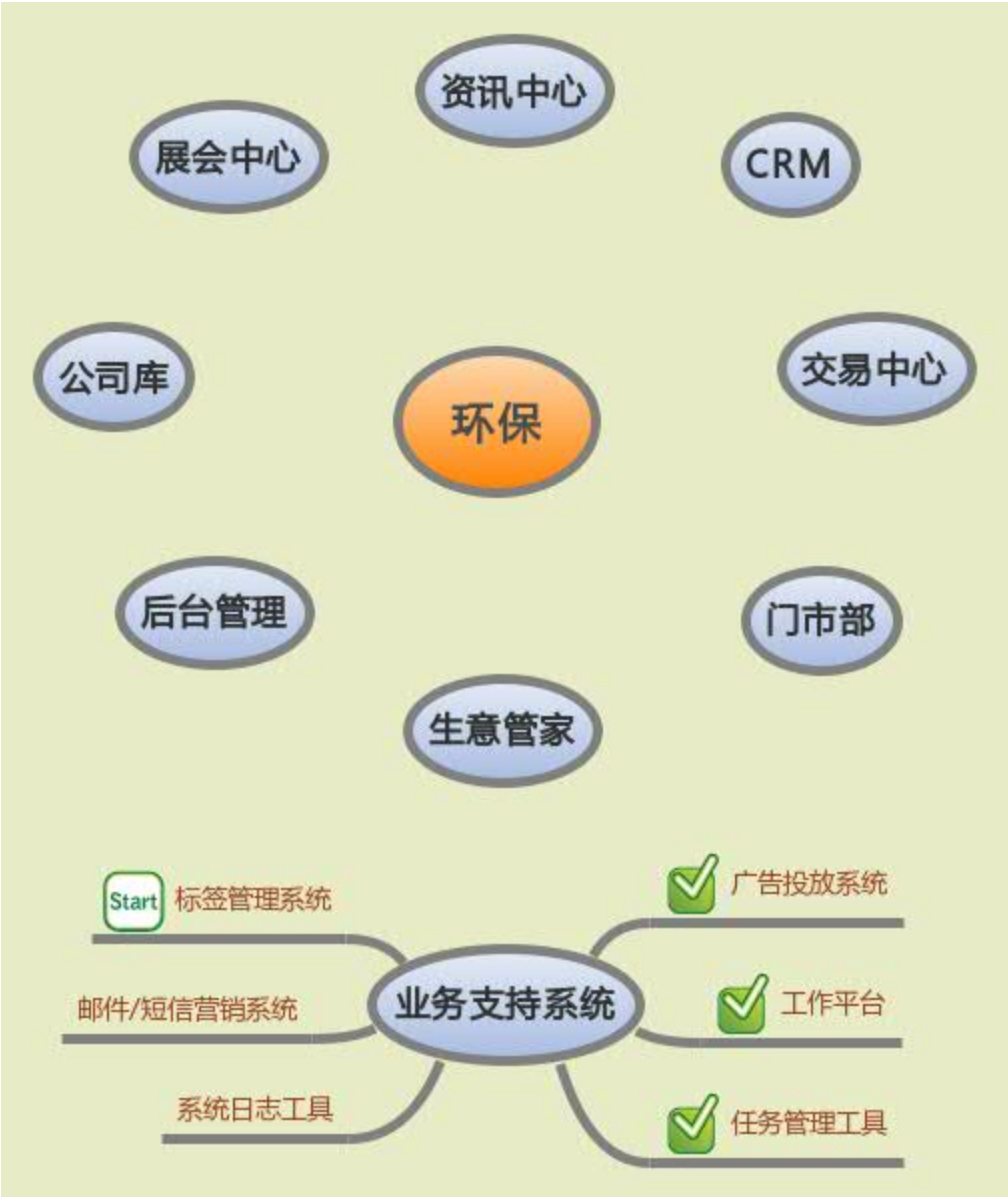 资讯中心
展会中心
CRM
公司库
交易中心
环保
后台管理
门市部
生意管家
Start 标签管理系统
广告投放系统
邮件/短信营销系统
业务支持系统
工作平台
系统日志工具
任务管理工具